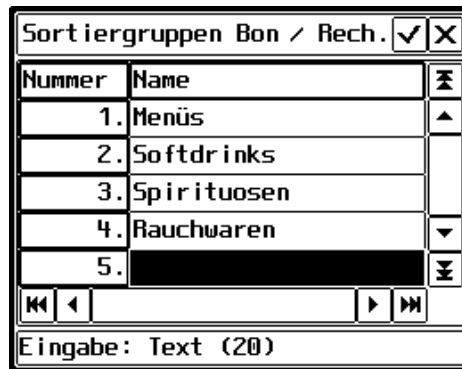 Sortiergruppen Bon / Rech.
Nummer Name
1. Menüs
2. Softdrinks
3. Spirituosen
4. Rauchwaren
5.
Eingabe: Text (20)